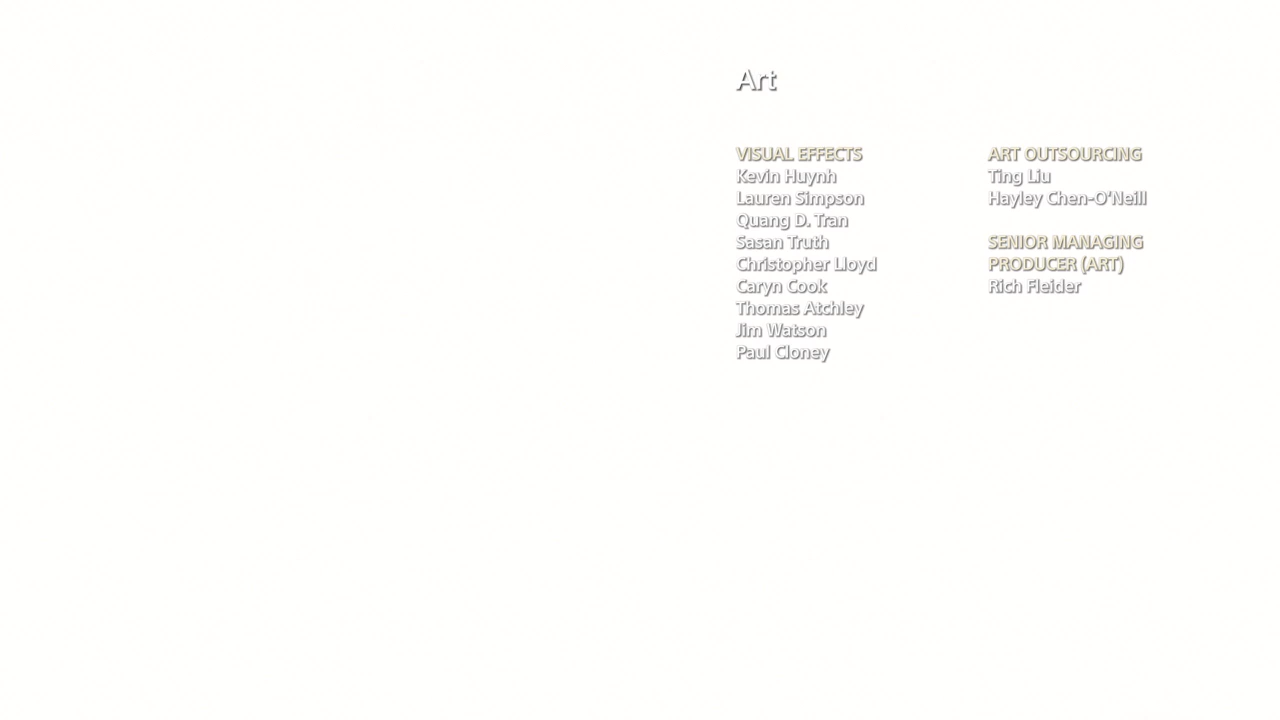 Art
VISUAL EFFECTS
Kevin Huynh
Lauren Simpson
Quang D. Tran
Sasan Truth
Christopher Lloyd
Caryn Cook
Thomas Atchley
Jim Watson
Paul Cloney
ART OUTSOURCING
Ting Liu
Hayley Chen-O'Neill
SENIOR MANAGING
PRODUCER (ART)
Rich Fleider